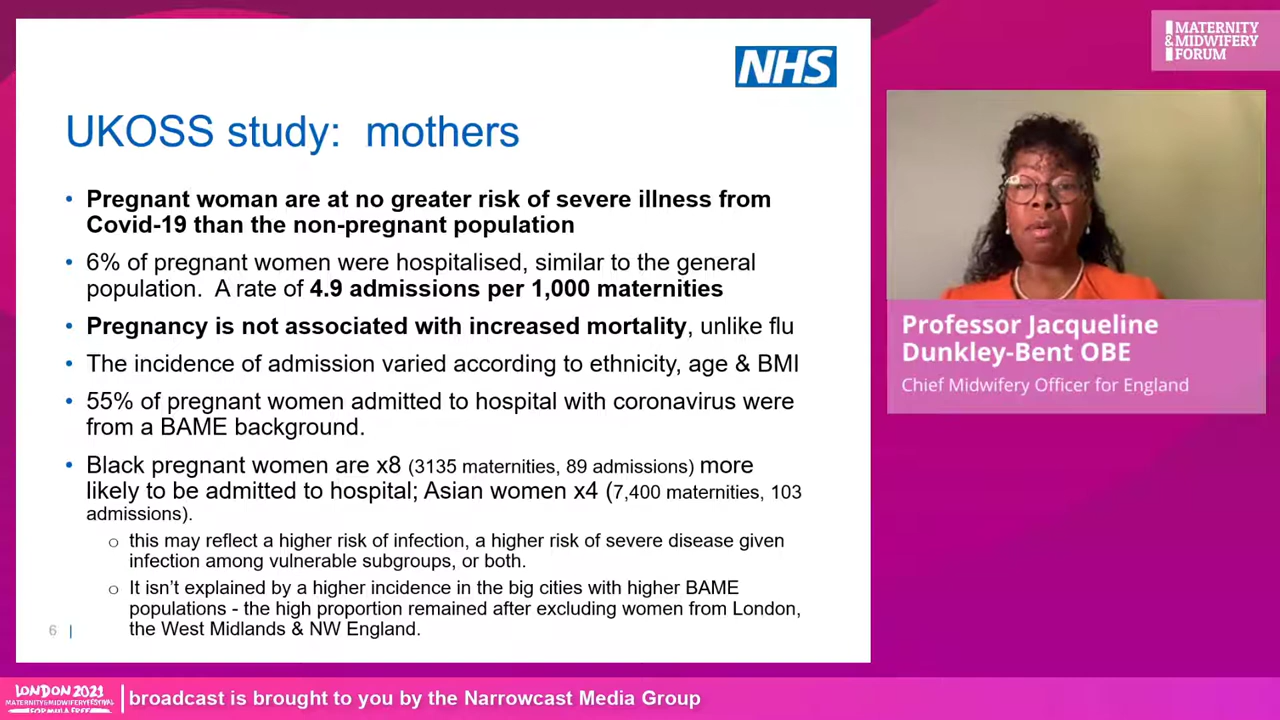 NHS
UKOSS study: mothers
• Pregnant woman are at no greater risk of severe illness from
Covid-19 than the non-pregnant population
• 6% of pregnant women were hospitalised, similar to the general
population. A rate of 4.9 admissions per 1,000 maternities
• Pregnancy is not associated with increased mortality, unlike flu
• The incidence of admission varied according to ethnicity, age & BMI
• 55% of pregnant women admitted to hospital with coronavirus were
from a BAME background.
• Black pregnant women are x8 (3135 maternities, 89 admissions) more
likely to be admitted to hospital; Asian women x4 (7,400 maternities, 103
admissions).
o this may reflect a higher risk of infection, a higher risk of severe disease given
infection among vulnerable subgroups, or both.
o It isn’t explained by a higher incidence in the big cities with higher BAME
populations - the high proportion remained after excluding women from London,
the West Midlands & NW England.
6 |
MATERNITY
& MIDWIFERY
FORUM
Professor Jacqueline
Dunkley-Bent OBE
Chief Midwifery Officer for England
LONDON 2021
MATERNITY&MIDWIFERY FESTIVAL
FORMULA FREE
broadcast is brought to you by the Narrowcast Media Group